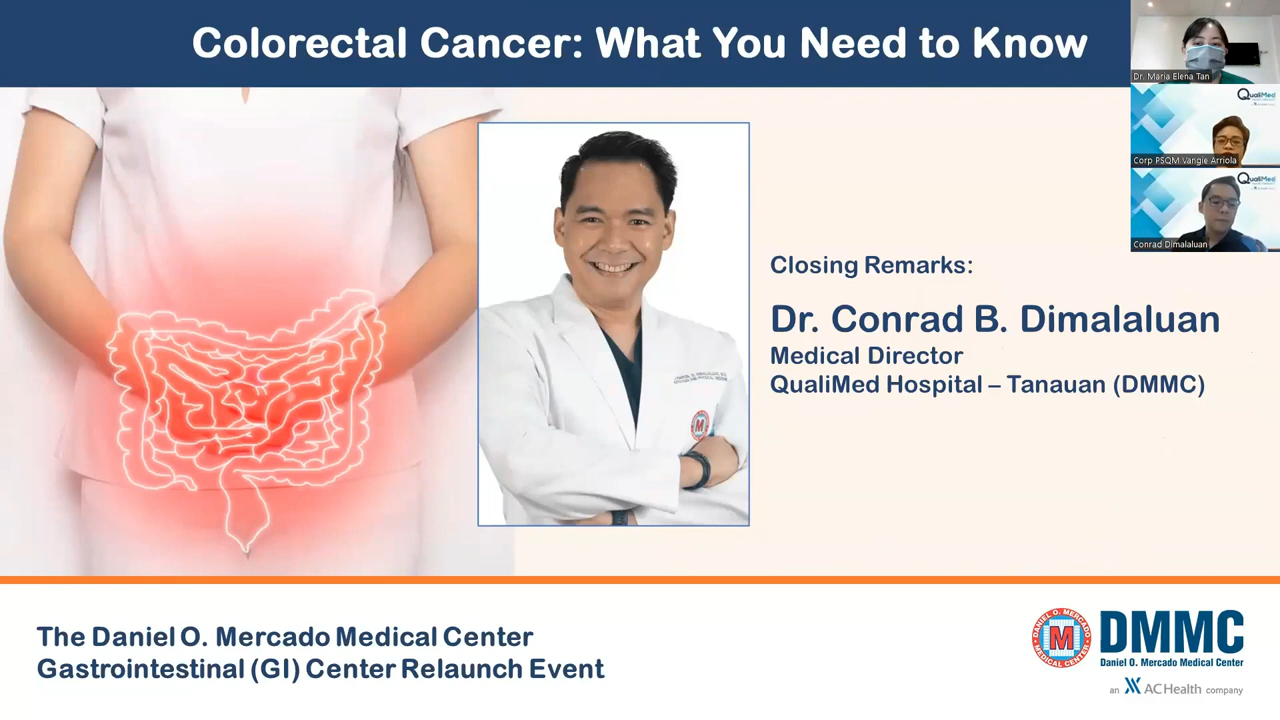 Colorectal Cancer: What You Need to Know
Dr. Maria Elena Tan
QualiMed
Corp PSQM Vangie Arriola
QualiMed
Conrad Dimalaluan
Closing Remarks:
Dr. Conrad B. Dimalaluan
Medical Director
QualiMed Hospital – Tanauan (DMMC)
M
The Daniel O. Mercado Medical Center
Gastrointestinal (GI) Center Relaunch Event
DANIEL O. MERCADO
M
MEDICAL CENTER
DMMC
Daniel O. Mercado Medical Center
an AC Health company